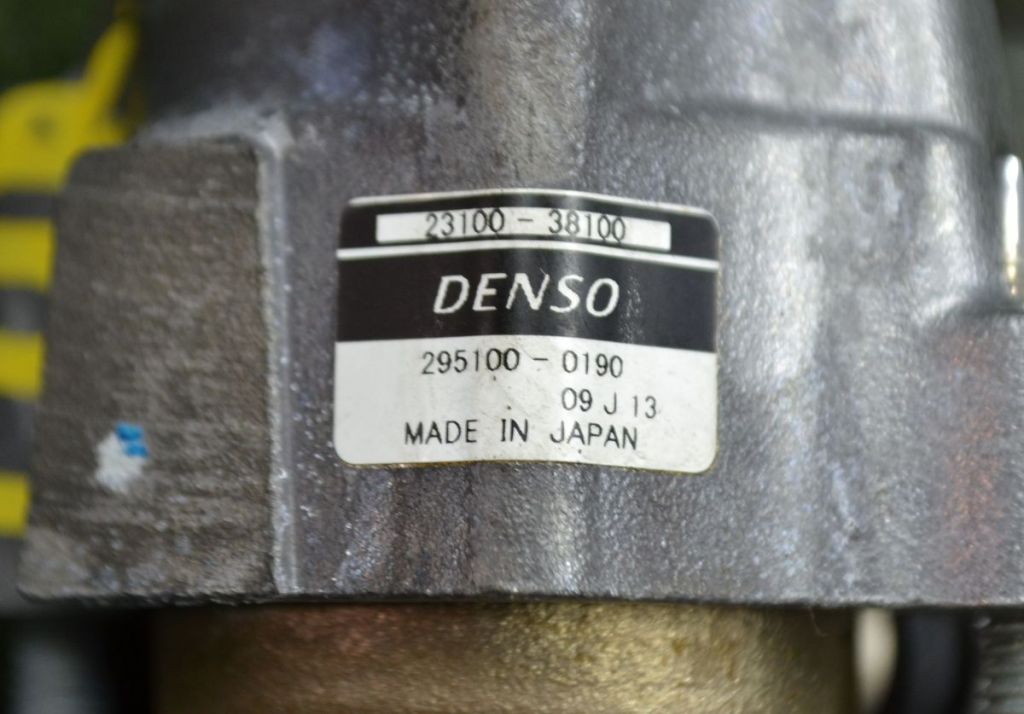 23100-38100
DENSO
295100-0190
09 J 13
MADE IN JAPAN